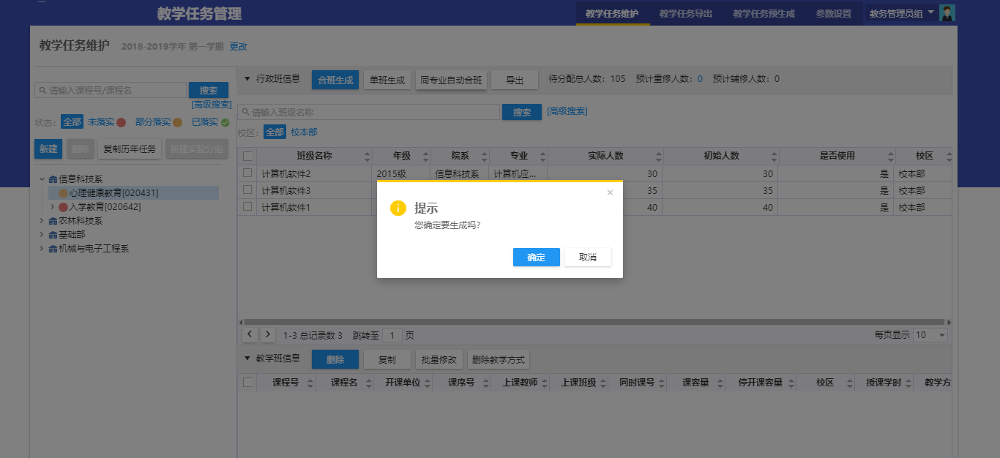 教学任务管理
教学任务维护 教学任务导出 教学任务预生成 参数设置 教务管理员组
教学任务维护 2018-2019学年 第一学期 更改
请输入课程号/课程名 搜索
[高级搜索]
状态: 全部 未落实 部分落实 已落实
新建 删除 复制历年任务 新建实验分组
信息科技系
心理健康教育[020431]
入学教育[020642]
农林科技系
基础部
机械与电子工程系
行政班信息 合班生成 单班生成 同专业自动合班 导出 待分配总人数: 105 预计重修人数: 0 预计辅修人数: 0
请输入班级名称 搜索 [高级搜索]
校区: 全部 校本部
班级名称 年级 院系 专业 实际人数 初始人数 是否使用 校区
计算机软件2 2015级 信息科技系 计算机应... 30 30 是 校本部
计算机软件3 35 35 是 校本部
计算机软件1 40 40 是 校本部
提示
您确定要生成吗?
确定 取消
1-3 总记录数 3 跳转至 1 页 每页显示 10
教学班信息 删除 复制 批量修改 删除教学方式
课程号 课程名 开课单位 课序号 上课教师 上课班级 同时课号 课容量 停开课容量 校区 授课学时 教学方